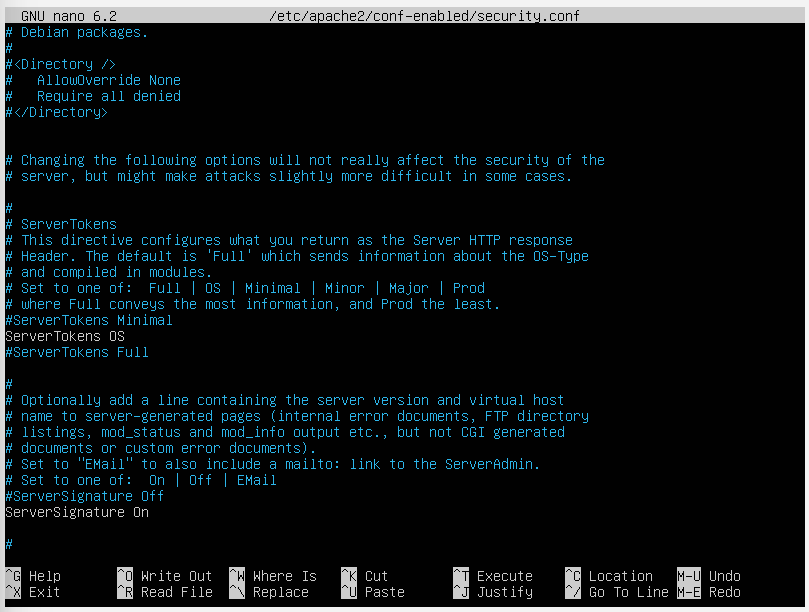 GNU nano 6.2 /etc/apache2/conf-enabled/security.conf
# Debian packages.
#
#<Directory />
#   AllowOverride None
#   Require all denied
#</Directory>
# Changing the following options will not really affect the security of the
# server, but might make attacks slightly more difficult in some cases.
#
# ServerTokens
# This directive configures what you return as the Server HTTP response
# Header. The default is 'Full' which sends information about the OS-Type
# and compiled in modules.
# Set to one of:  Full | OS | Minimal | Minor | Major | Prod
# where Full conveys the most information, and Prod the least.
#ServerTokens Minimal
ServerTokens OS
#ServerTokens Full
#
# Optionally add a line containing the server version and virtual host
# name to server-generated pages (internal error documents, FTP directory
# listings, mod_status and mod_info output etc., but not CGI generated
# documents or custom error documents).
# Set to "EMail" to also include a mailto: link to the ServerAdmin.
# Set to one of:  On | Off | EMail
#ServerSignature Off
ServerSignature On
#
^G Help ^O Write Out ^W Where Is ^K Cut ^T Execute ^C Location M-U Undo
^X Exit ^R Read File ^\ Replace ^U Paste ^J Justify ^/ Go To Line M-E Redo